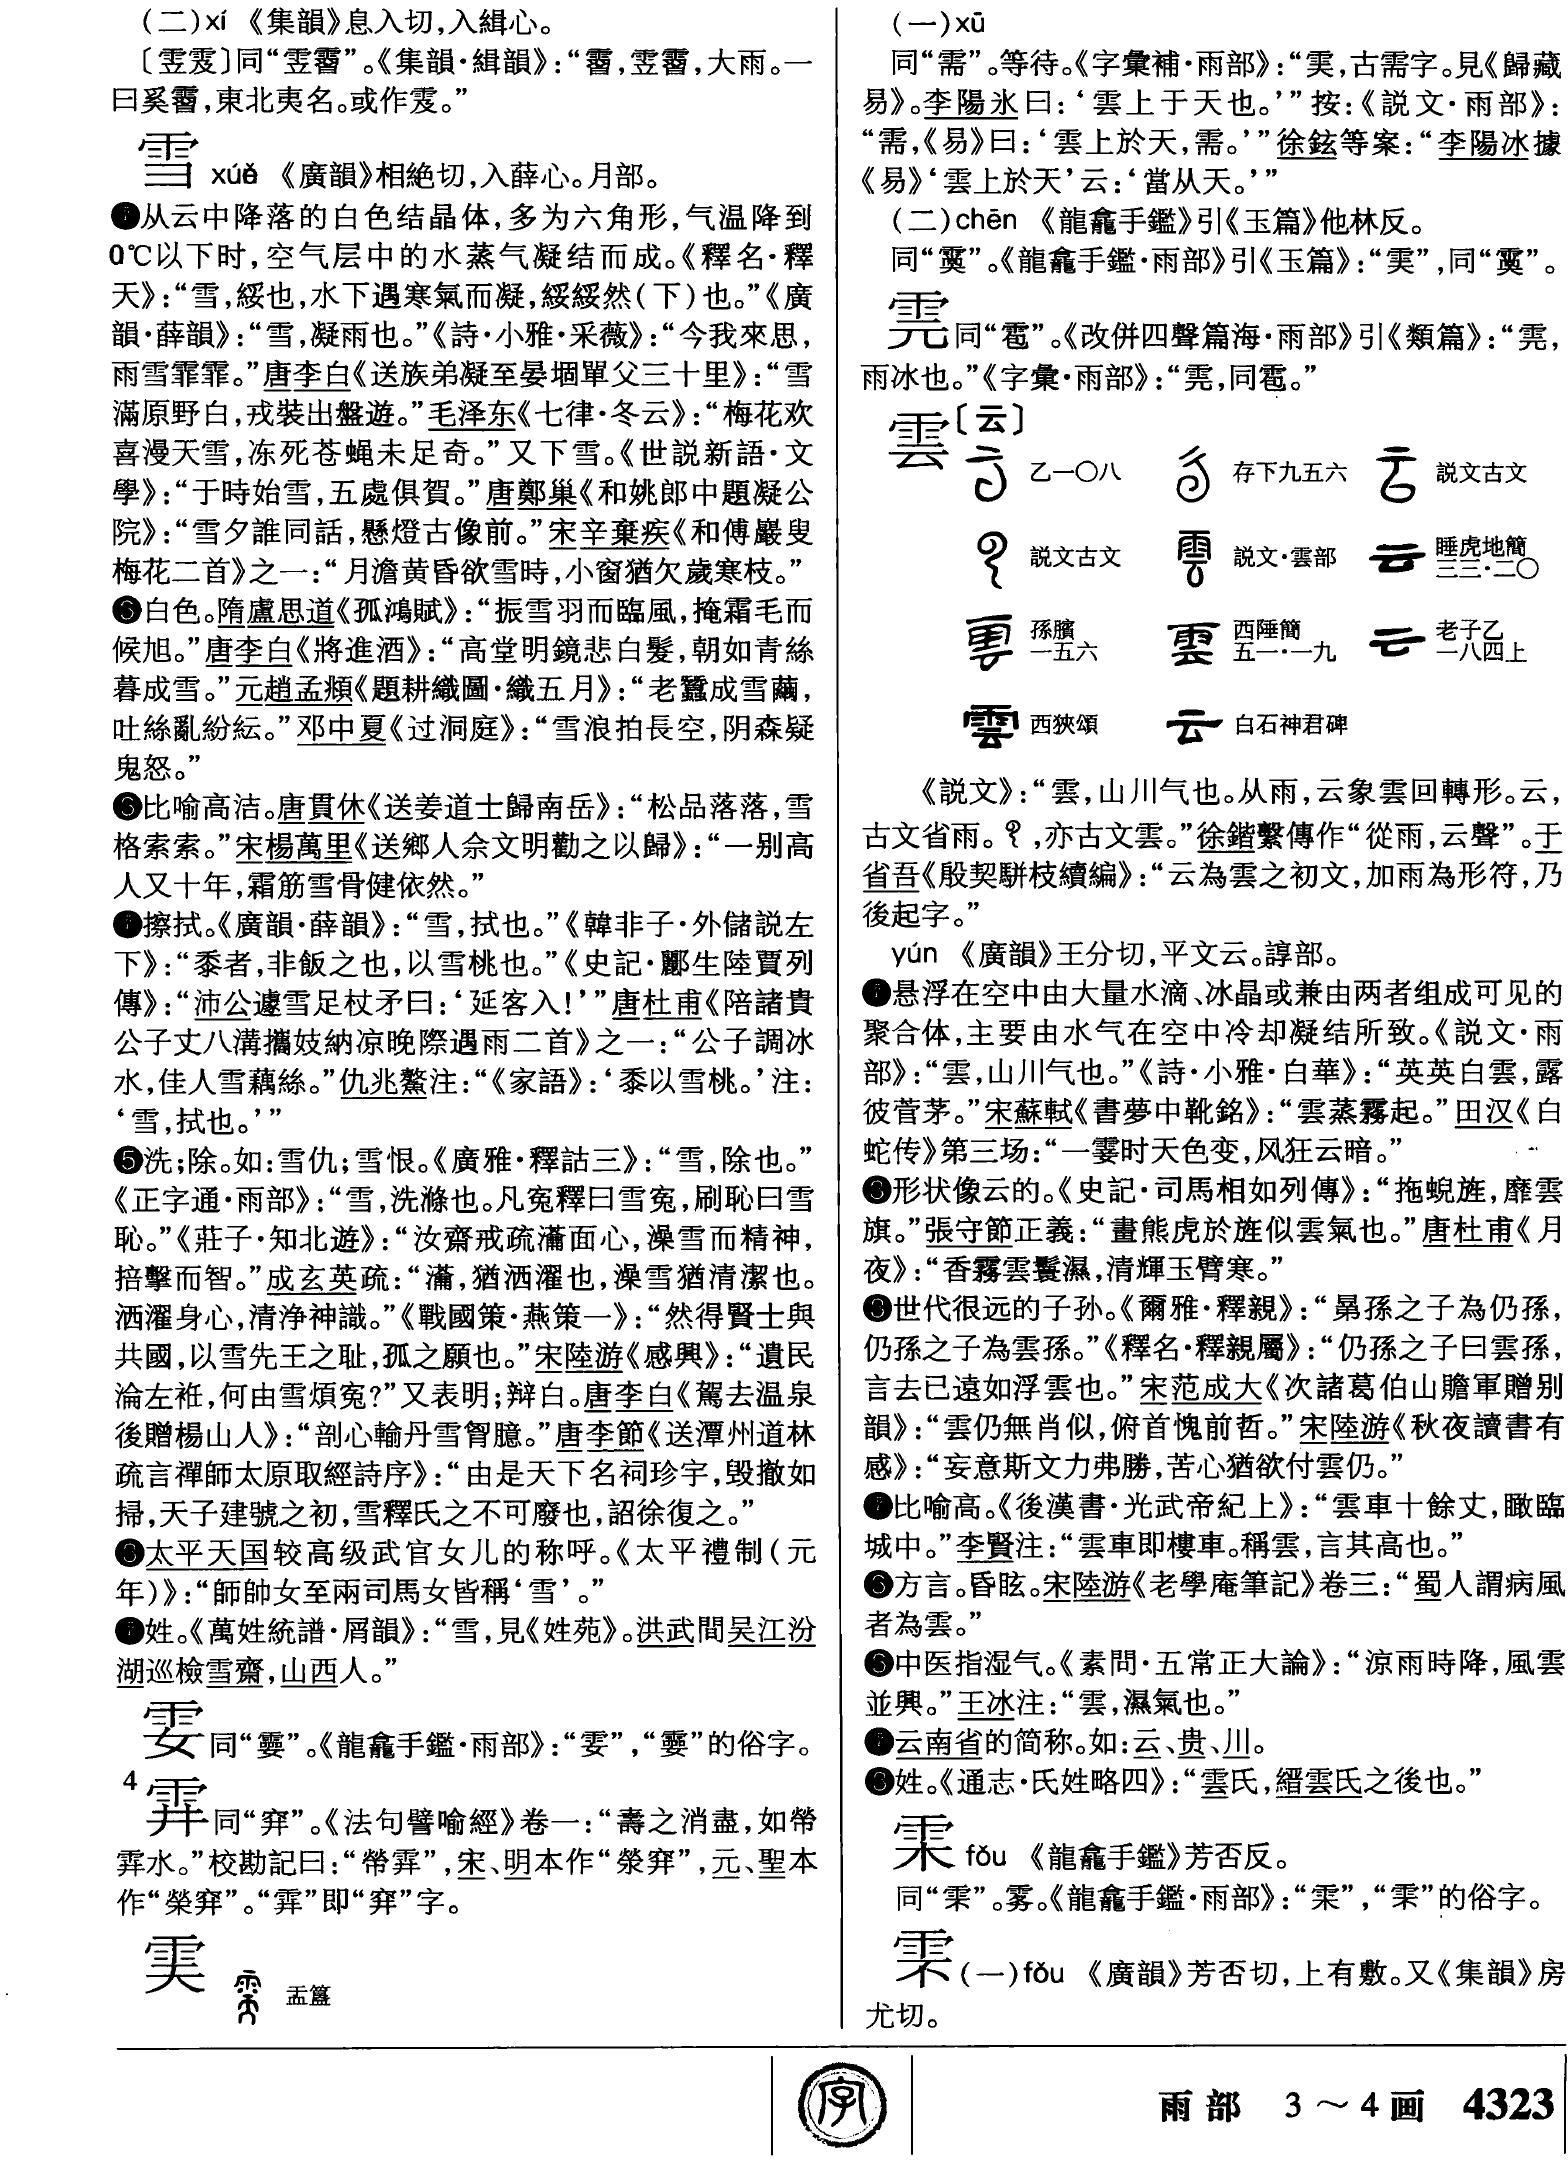 (二)xí 《集韻》息入切,入緝心。
〔霅䨕〕同“霅霫”。《集韻·緝韻》:“霫,霅霫,大雨。一
曰奚霫,東北夷名。或作䨕。”
雪 xuě 《廣韻》相絶切,入薛心。月部。
❶从云中降落的白色结晶体,多为六角形,气温降到
0℃以下时,空气层中的水蒸气凝结而成。《釋名·釋
天》:“雪,綏也,水下遇寒氣而凝,綏綏然(下)也。”《廣
韻·薛韻》:“雪,凝雨也。”《詩·小雅·采薇》:“今我來思,
雨雪霏霏。”唐李白《送族弟凝至晏堌單父三十里》:“雪
滿原野白,戎裝出盤遊。”毛泽东《七律·冬云》:“梅花欢
喜漫天雪,冻死苍蝇未足奇。”又下雪。《世説新語·文
學》:“于時始雪,五處俱賀。”唐鄭巢《和姚郎中題凝公
院》:“雪夕誰同話,懸燈古像前。”宋辛棄疾《和傅巖叟
梅花二首》之一:“月澹黄昏欲雪時,小窗猶欠歲寒枝。”
白色。隋盧思道《孤鴻賦》:“振雪羽而臨風,掩霜毛而
候旭。”唐李白《將進酒》:“高堂明鏡悲白髮,朝如青絲
暮成雪。”元趙孟頫《題耕織圖·織五月》:“老蠶成雪繭,
吐絲亂紛紜。”邓中夏《过洞庭》:“雪浪拍長空,阴森疑
鬼怒。”
比喻高洁。唐貫休《送姜道士歸南岳》:“松品落落,雪
格索索。”宋楊萬里《送鄉人佘文明勸之以歸》:“一别高
人又十年,霜筋雪骨健依然。”
擦拭。《廣韻·薛韻》:“雪,拭也。”《韓非子·外儲説左
下》:“黍者,非飯之也,以雪桃也。”《史記·酈生陸賈列
傳》:“沛公遽雪足杖矛曰:‘延客入!’”唐杜甫《陪諸貴
公子丈八溝攜妓納凉晚際遇雨二首》之一:“公子調冰
水,佳人雪藕絲。”仇兆鰲注:“《家語》:‘黍以雪桃。’注:
‘雪,拭也。’”
❺洗;除。如:雪仇;雪恨。《廣雅·釋詁三》:“雪,除也。”
《正字通·雨部》:“雪,洗滌也。凡冤釋曰雪冤,刷恥曰雪
恥。”《莊子·知北遊》:“汝齋戒疏瀹而心,澡雪而精神,
掊擊而智。”成玄英疏:“瀹,猶洒濯也,澡雪猶清潔也。
洒濯身心,清浄神識。”《戰國策·燕策一》:“然得賢士與
共國,以雪先王之耻,孤之願也。”宋陸游《感興》:“遺民
淪左袵,何由雪煩冤?”又表明;辩白。唐李白《駕去温泉
後贈楊山人》:“剖心輸丹雪胷臆。”唐李節《送潭州道林
疏言禪師太原取經詩序》:“由是天下名祠珍宇,毁撤如
掃,天子建號之初,雪釋氏之不可廢也,詔徐復之。”
太平天国较高级武官女儿的称呼。《太平禮制(元
年)》:“師帥女至兩司馬女皆稱‘雪’。”
姓。《萬姓統譜·屑韻》:“雪,見《姓苑》。洪武間吴江汾
湖巡檢雪齋,山西人。”
同“霎”。《龍龕手鑑·雨部》:“”,“霎”的俗字。
4
同“穽”。《法句譬喻經》卷一:“壽之消盡,如㷀
水。”校勘記曰:“”,宋、明本作“滎穽”,元、聖本
作“榮穽”。“”即“穽”字。
盂簋
(一)xū
同“需”。等待。《字彙補·雨部》:“,古需字。見《歸藏
易》。李陽氷曰:‘雲上于天也。’”按:《説文·雨部》:
“需,《易》曰:‘雲上於天,需。’”徐鉉等案:“李陽冰據
《易》‘雲上於天’云:‘當从天。’”
(二)chēn 《龍龕手鑑》引《玉篇》他林反。
同“”。《龍龕手鑑·雨部》引《玉篇》:“”,同“”。
同“雹”。《改併四聲篇海·雨部》引《類篇》:“,
雨冰也。”《字彙·雨部》:“,同雹。”
雲〔云〕
乙一〇八 存下九五六 説文古文
説文古文 説文·雲部 睡虎地簡三三·二〇
孫臏一五六 西陲簡五一·一九 老子乙一八四上
西狹頌 白石神君碑
《説文》:“雲,山川气也。从雨,云象雲回轉形。云,
古文省雨。,亦古文雲。”徐鍇繫傳作“從雨,云聲”。于
省吾《殷契駢枝續編》:“云為雲之初文,加雨為形符,乃
後起字。”
yún 《廣韻》王分切,平文云。諄部。
❶悬浮在空中由大量水滴、冰晶或兼由两者组成可见的
聚合体,主要由水气在空中冷却凝结所致。《説文·雨
部》:“雲,山川气也。”《詩·小雅·白華》:“英英白雲,露
彼菅茅。”宋蘇軾《書夢中靴銘》:“雲蒸霧起。”田汉《白
蛇传》第三场:“一霎时天色变,风狂云暗。”
形状像云的。《史記·司馬相如列傳》:“拖蜺旌,靡雲
旗。”張守節正義:“畫熊虎於旌似雲氣也。”唐杜甫《月
夜》:“香霧雲鬟濕,清輝玉臂寒。”
世代很远的子孙。《爾雅·釋親》:“晜孫之子為仍孫,
仍孫之子為雲孫。”《釋名·釋親屬》:“仍孫之子曰雲孫,
言去已遠如浮雲也。”宋范成大《次諸葛伯山贍軍贈别
韻》:“雲仍無肖似,俯首愧前哲。”宋陸游《秋夜讀書有
感》:“妄意斯文力弗勝,苦心猶欲付雲仍。”
比喻高。《後漢書·光武帝紀上》:“雲車十餘丈,瞰臨
城中。”李賢注:“雲車即樓車。稱雲,言其高也。”
方言。昏眩。宋陸游《老學庵筆記》卷三:“蜀人謂病風
者為雲。”
中医指湿气。《素問·五常正大論》:“凉雨時降,風雲
並興。”王冰注:“雲,濕氣也。”
云南省的简称。如:云、贵、川。
姓。《通志·氏姓略四》:“雲氏,縉雲氏之後也。”
fǒu 《龍龕手鑑》芳否反。
同“”。雾。《龍龕手鑑·雨部》:“”,“”的俗字。
(一)fǒu 《廣韻》芳否切,上有敷。又《集韻》房
尤切。
字
雨部 3～4画 4323